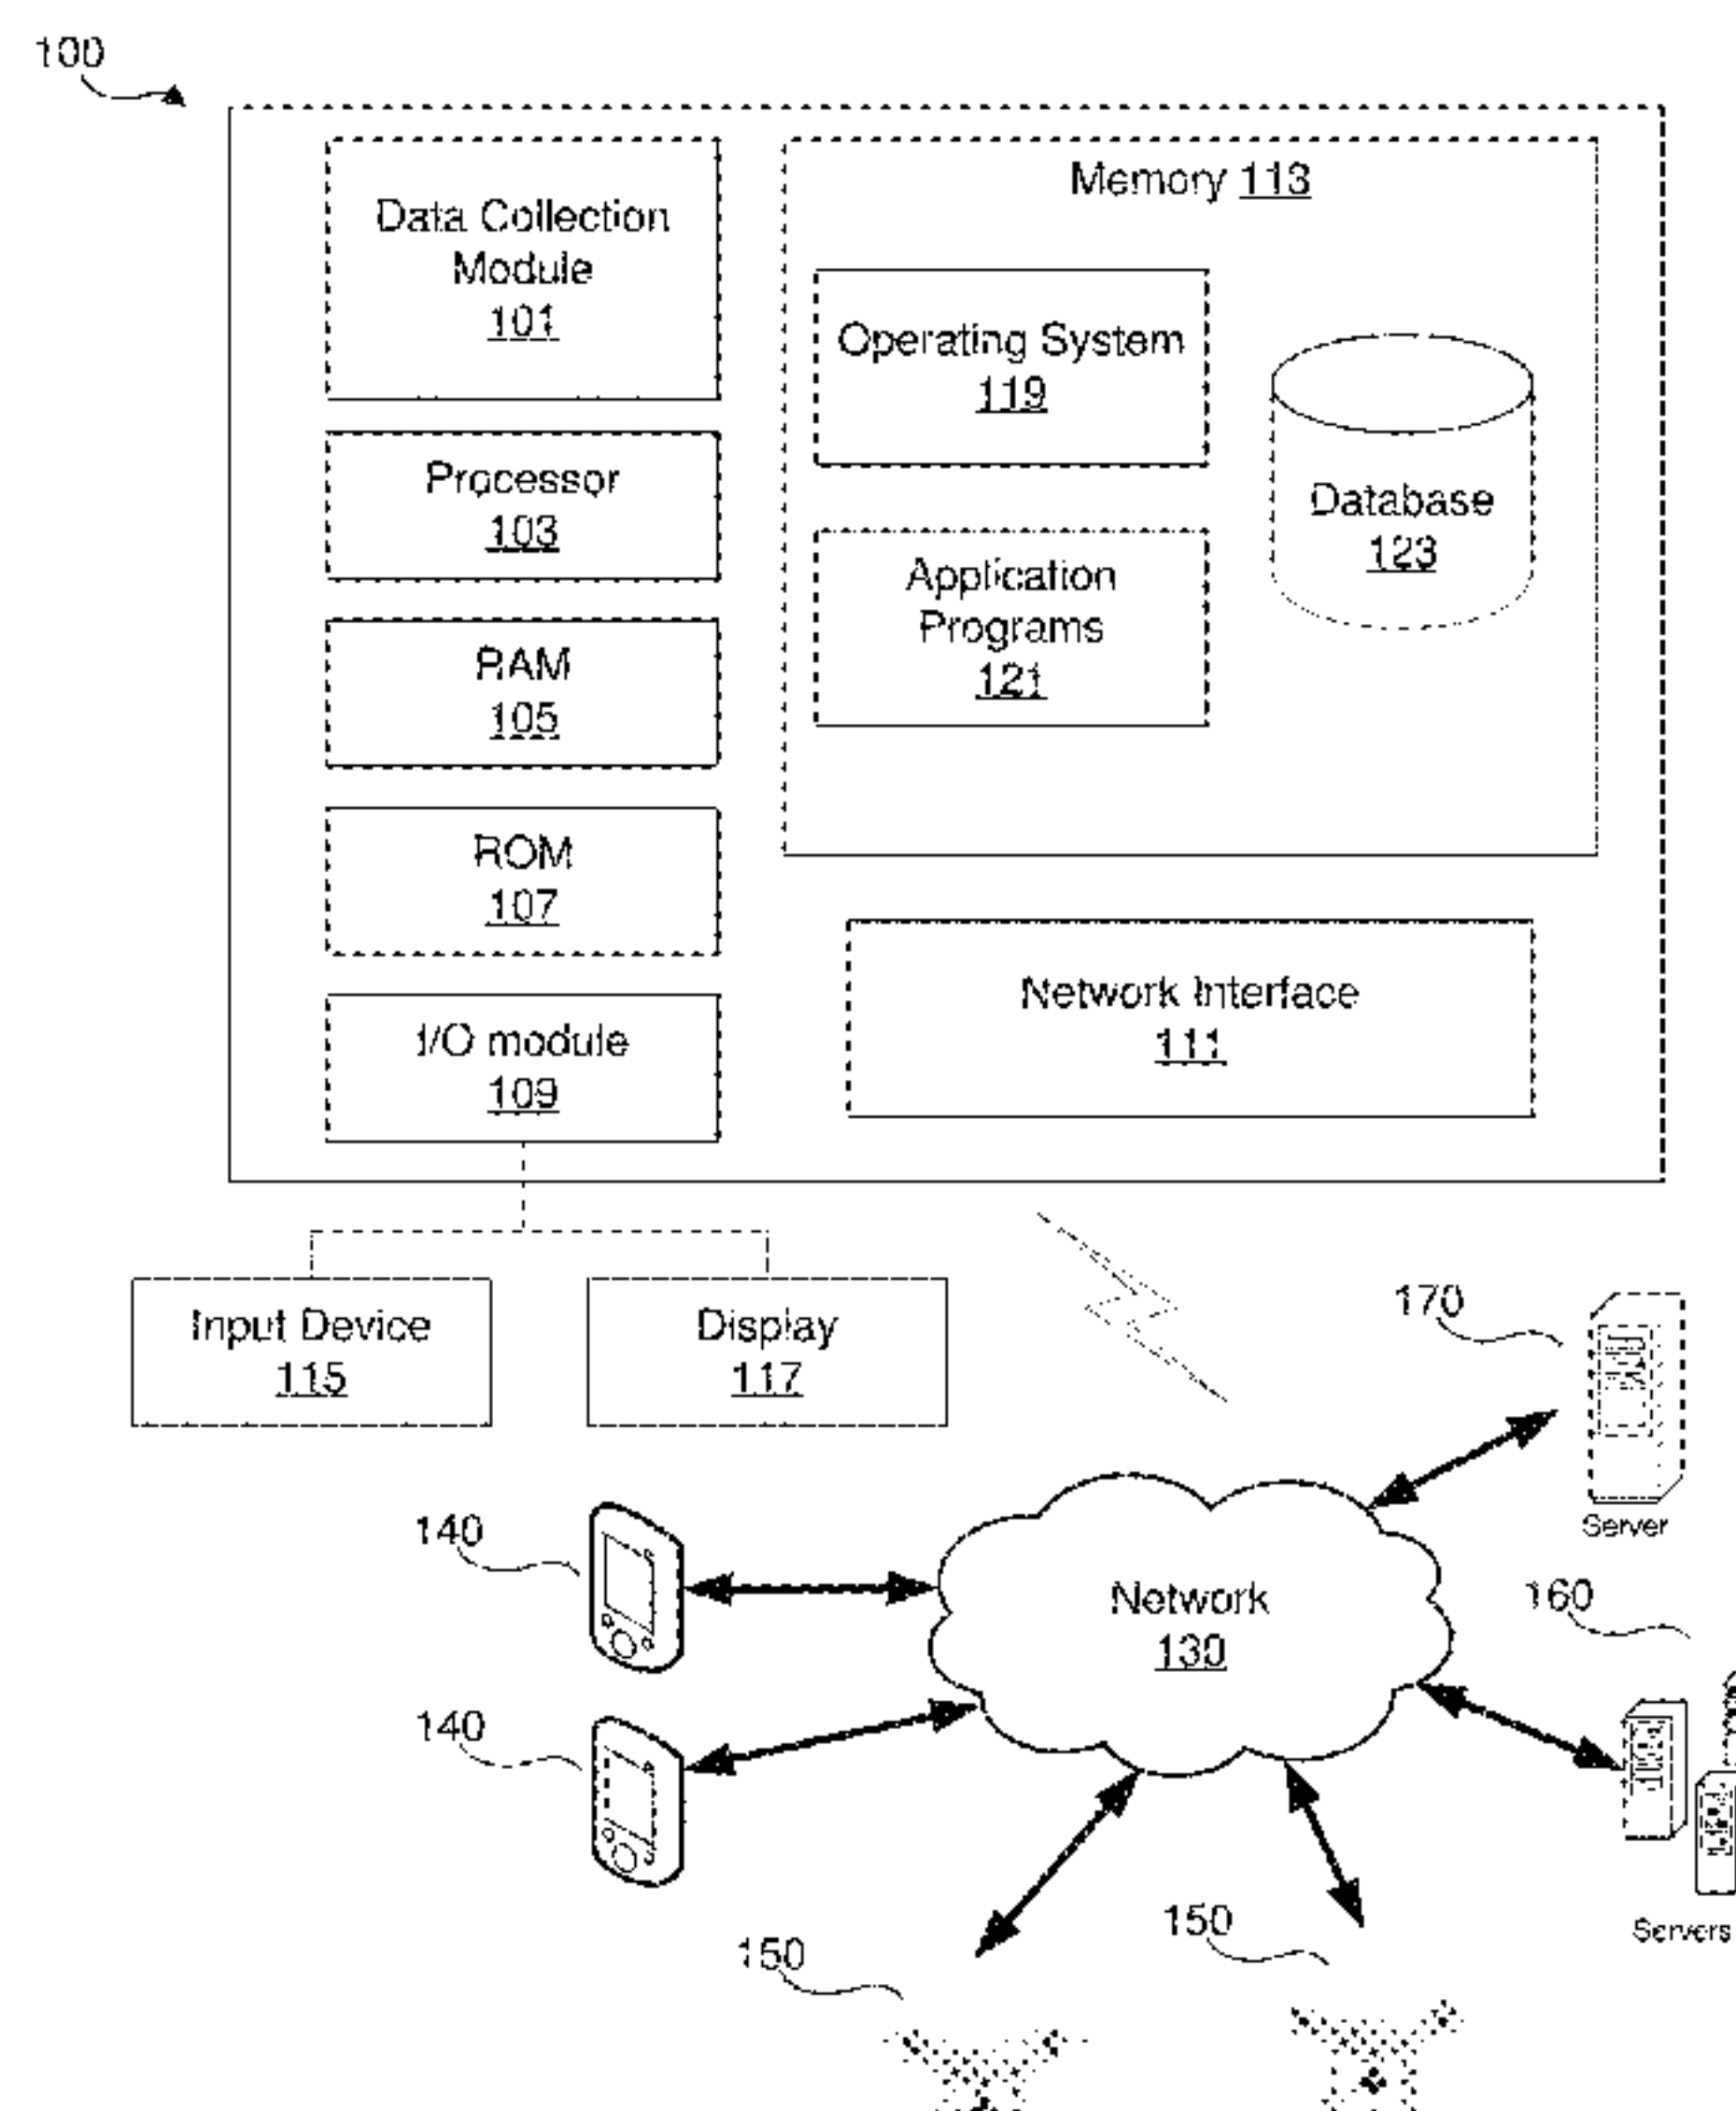 100
Data Collection
Module
101
Processor
103
RAM
105
ROM
107
I/O module
109
Memory 113
Operating System
119
Application
Programs
121
Database
123
Network Interface
111
Input Device
115
Display
117
170
Server
140
Network
130
160
140
Servers
150
150